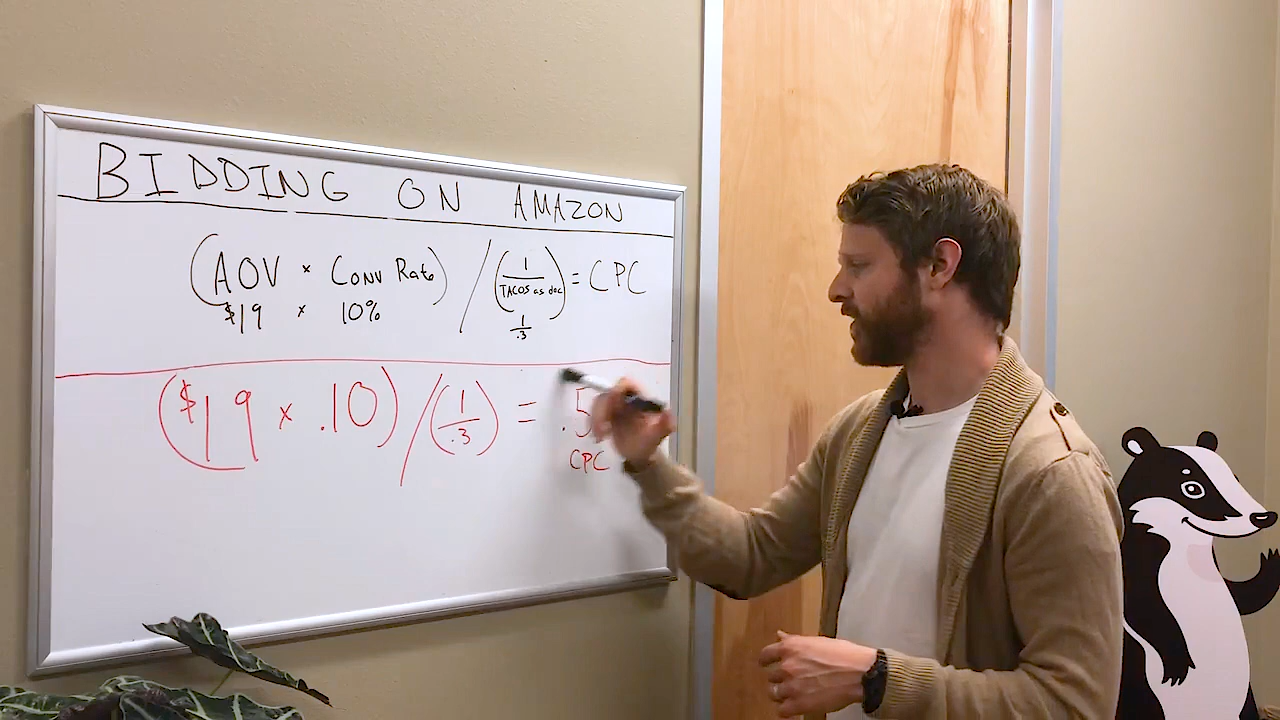 BIDDING ON AMAZON
(AOV × CONV Rate) / (1/TACOS as dec) = CPC
$19 × 10% 1/.3
($19 × .10) / (1/.3) = .5
CPC